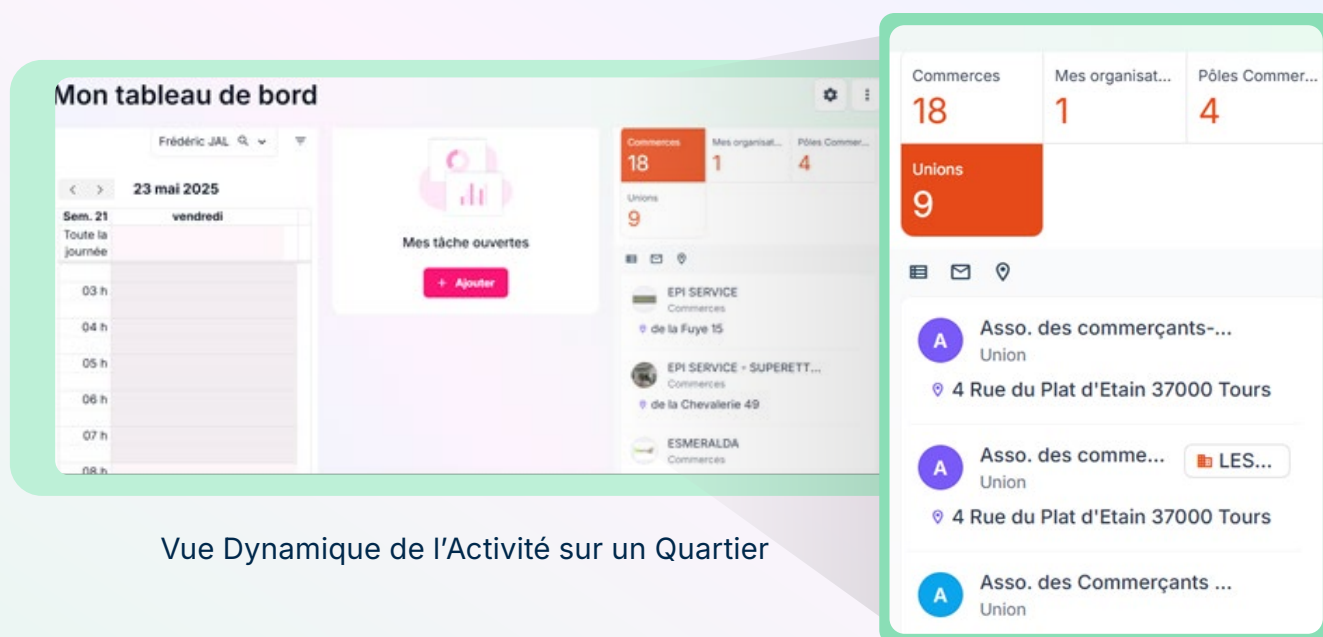 Mon tableau de bord
Frédéric JAL
23 mai 2025
Sem. 21 vendredi
Toute la
journée
03 h
04 h
05 h
06 h
07 h
08 h
Mes tâche ouvertes
+ Ajouter
Commerces
18
Mes organisat...
1
Pôles Commer...
4
Unions
9
EPI SERVICE
Commerces
de la Fuye 15
EPI SERVICE - SUPERETT...
Commerces
de la Chevalerie 49
ESMERALDA
Commerces
Vue Dynamique de l’Activité sur un Quartier
Commerces
18
Mes organisat...
1
Pôles Commer...
4
Unions
9
A
Asso. des commerçants-...
Union
4 Rue du Plat d'Etain 37000 Tours
A
Asso. des comme...
LES...
Union
4 Rue du Plat d'Etain 37000 Tours
A
Asso. des Commerçants ...
Union